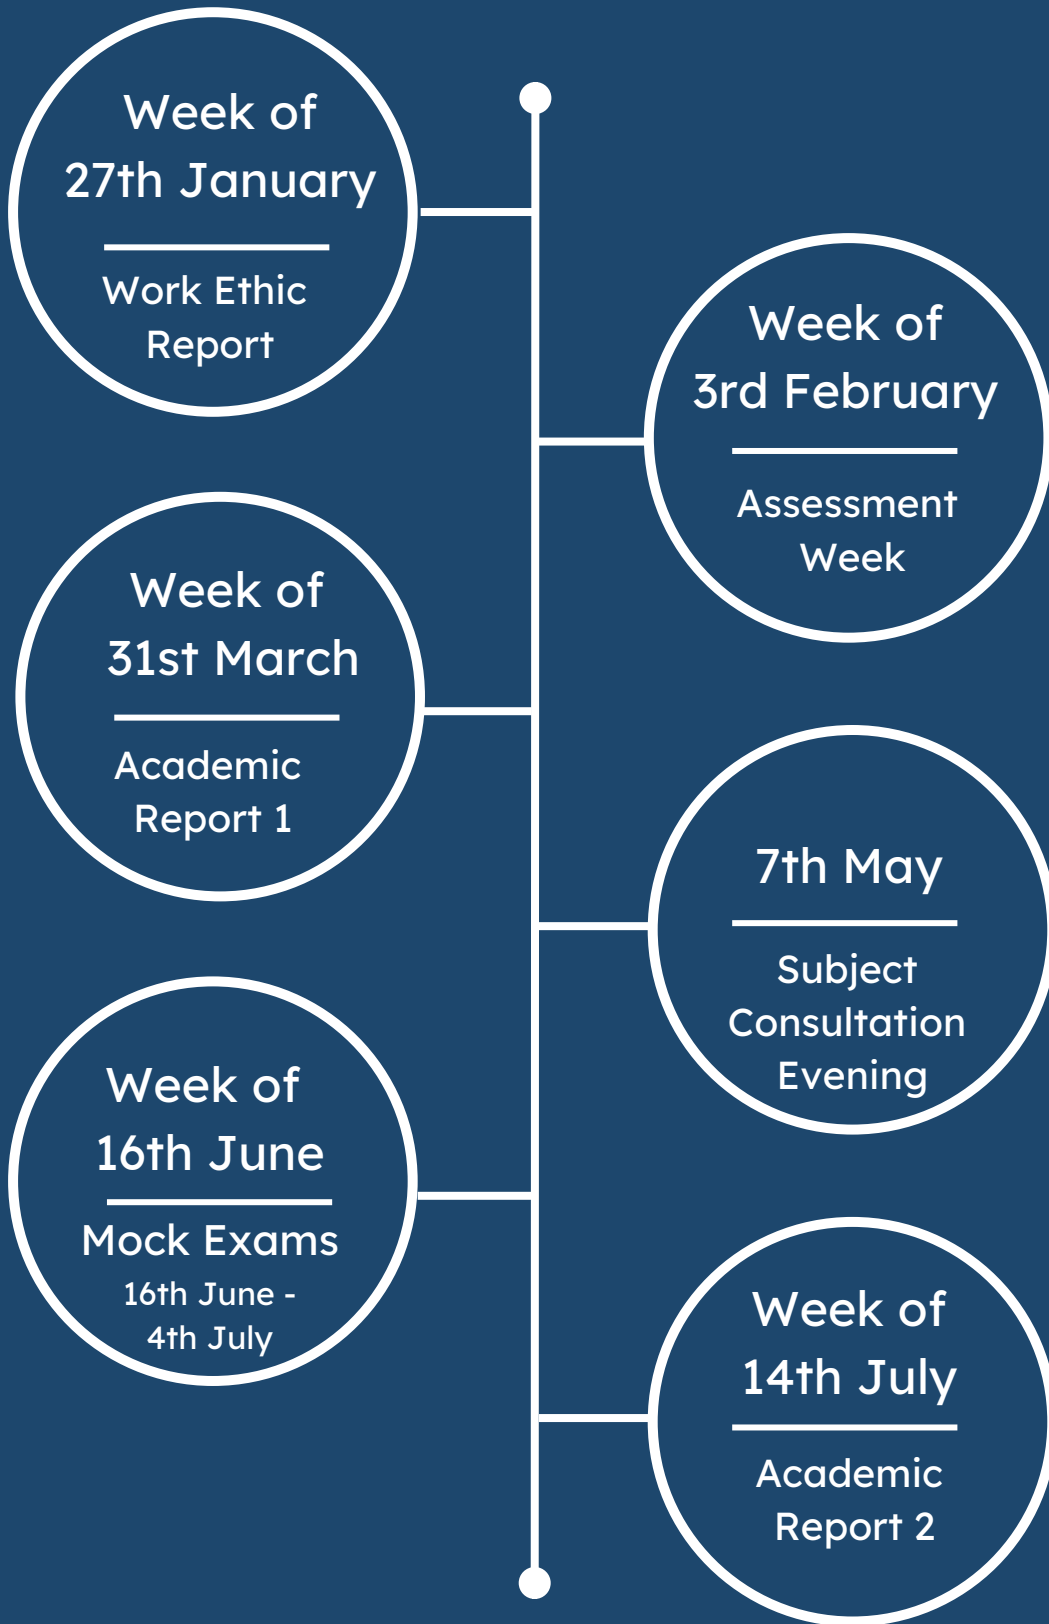 Week of
27th January
Work Ethic
Report
Week of
3rd February
Assessment
Week
Week of
31st March
Academic
Report 1
7th May
Subject
Consultation
Evening
Week of
16th June
Mock Exams
16th June -
4th July
Week of
14th July
Academic
Report 2